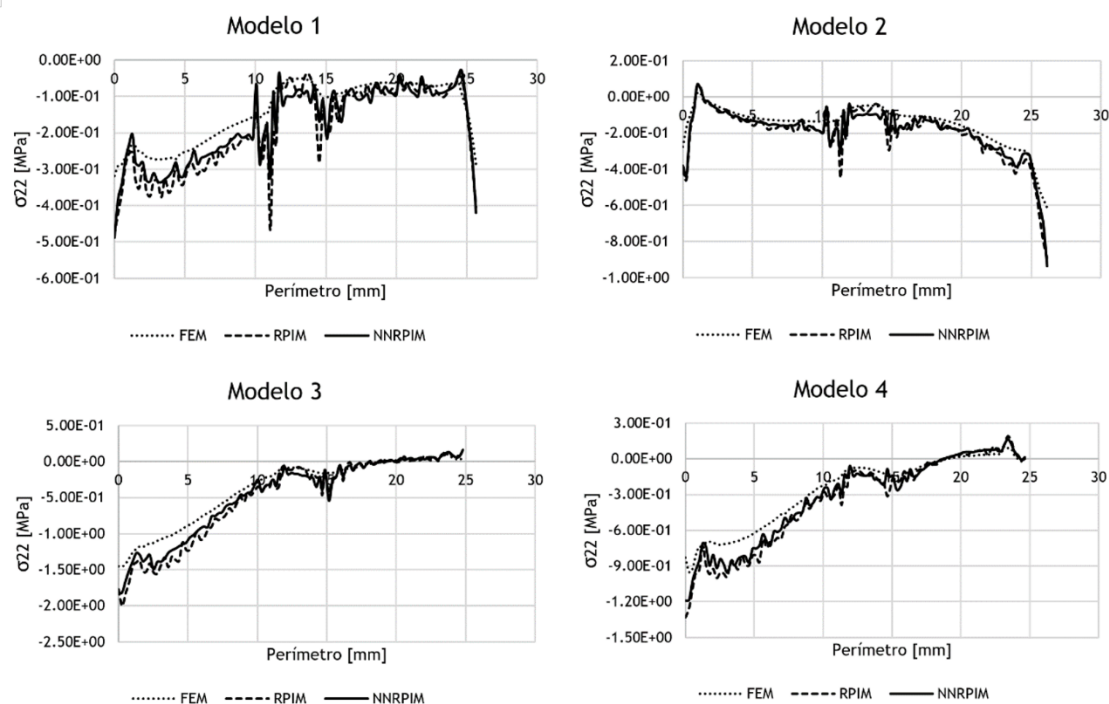 Modelo 1
0.00E+00
-1.00E-01
-2.00E-01
-3.00E-01
-4.00E-01
-5.00E-01
-6.00E-01
0 5 10 15 20 25 30
σ22 [MPa]
Perímetro [mm]
FEM RPIM NNRPIM
Modelo 2
2.00E-01
0.00E+00
-2.00E-01
-4.00E-01
-6.00E-01
-8.00E-01
-1.00E+00
0 5 10 15 20 25 30
σ22 [MPa]
Perímetro [mm]
FEM RPIM NNRPIM
Modelo 3
5.00E-01
0.00E+00
-5.00E-01
-1.00E+00
-1.50E+00
-2.00E+00
-2.50E+00
0 5 10 15 20 25 30
σ22 [MPa]
Perímetro [mm]
FEM RPIM NNRPIM
Modelo 4
3.00E-01
0.00E+00
-3.00E-01
-6.00E-01
-9.00E-01
-1.20E+00
-1.50E+00
0 5 10 15 20 25 30
σ22 [MPa]
Perímetro [mm]
FEM RPIM NNRPIM